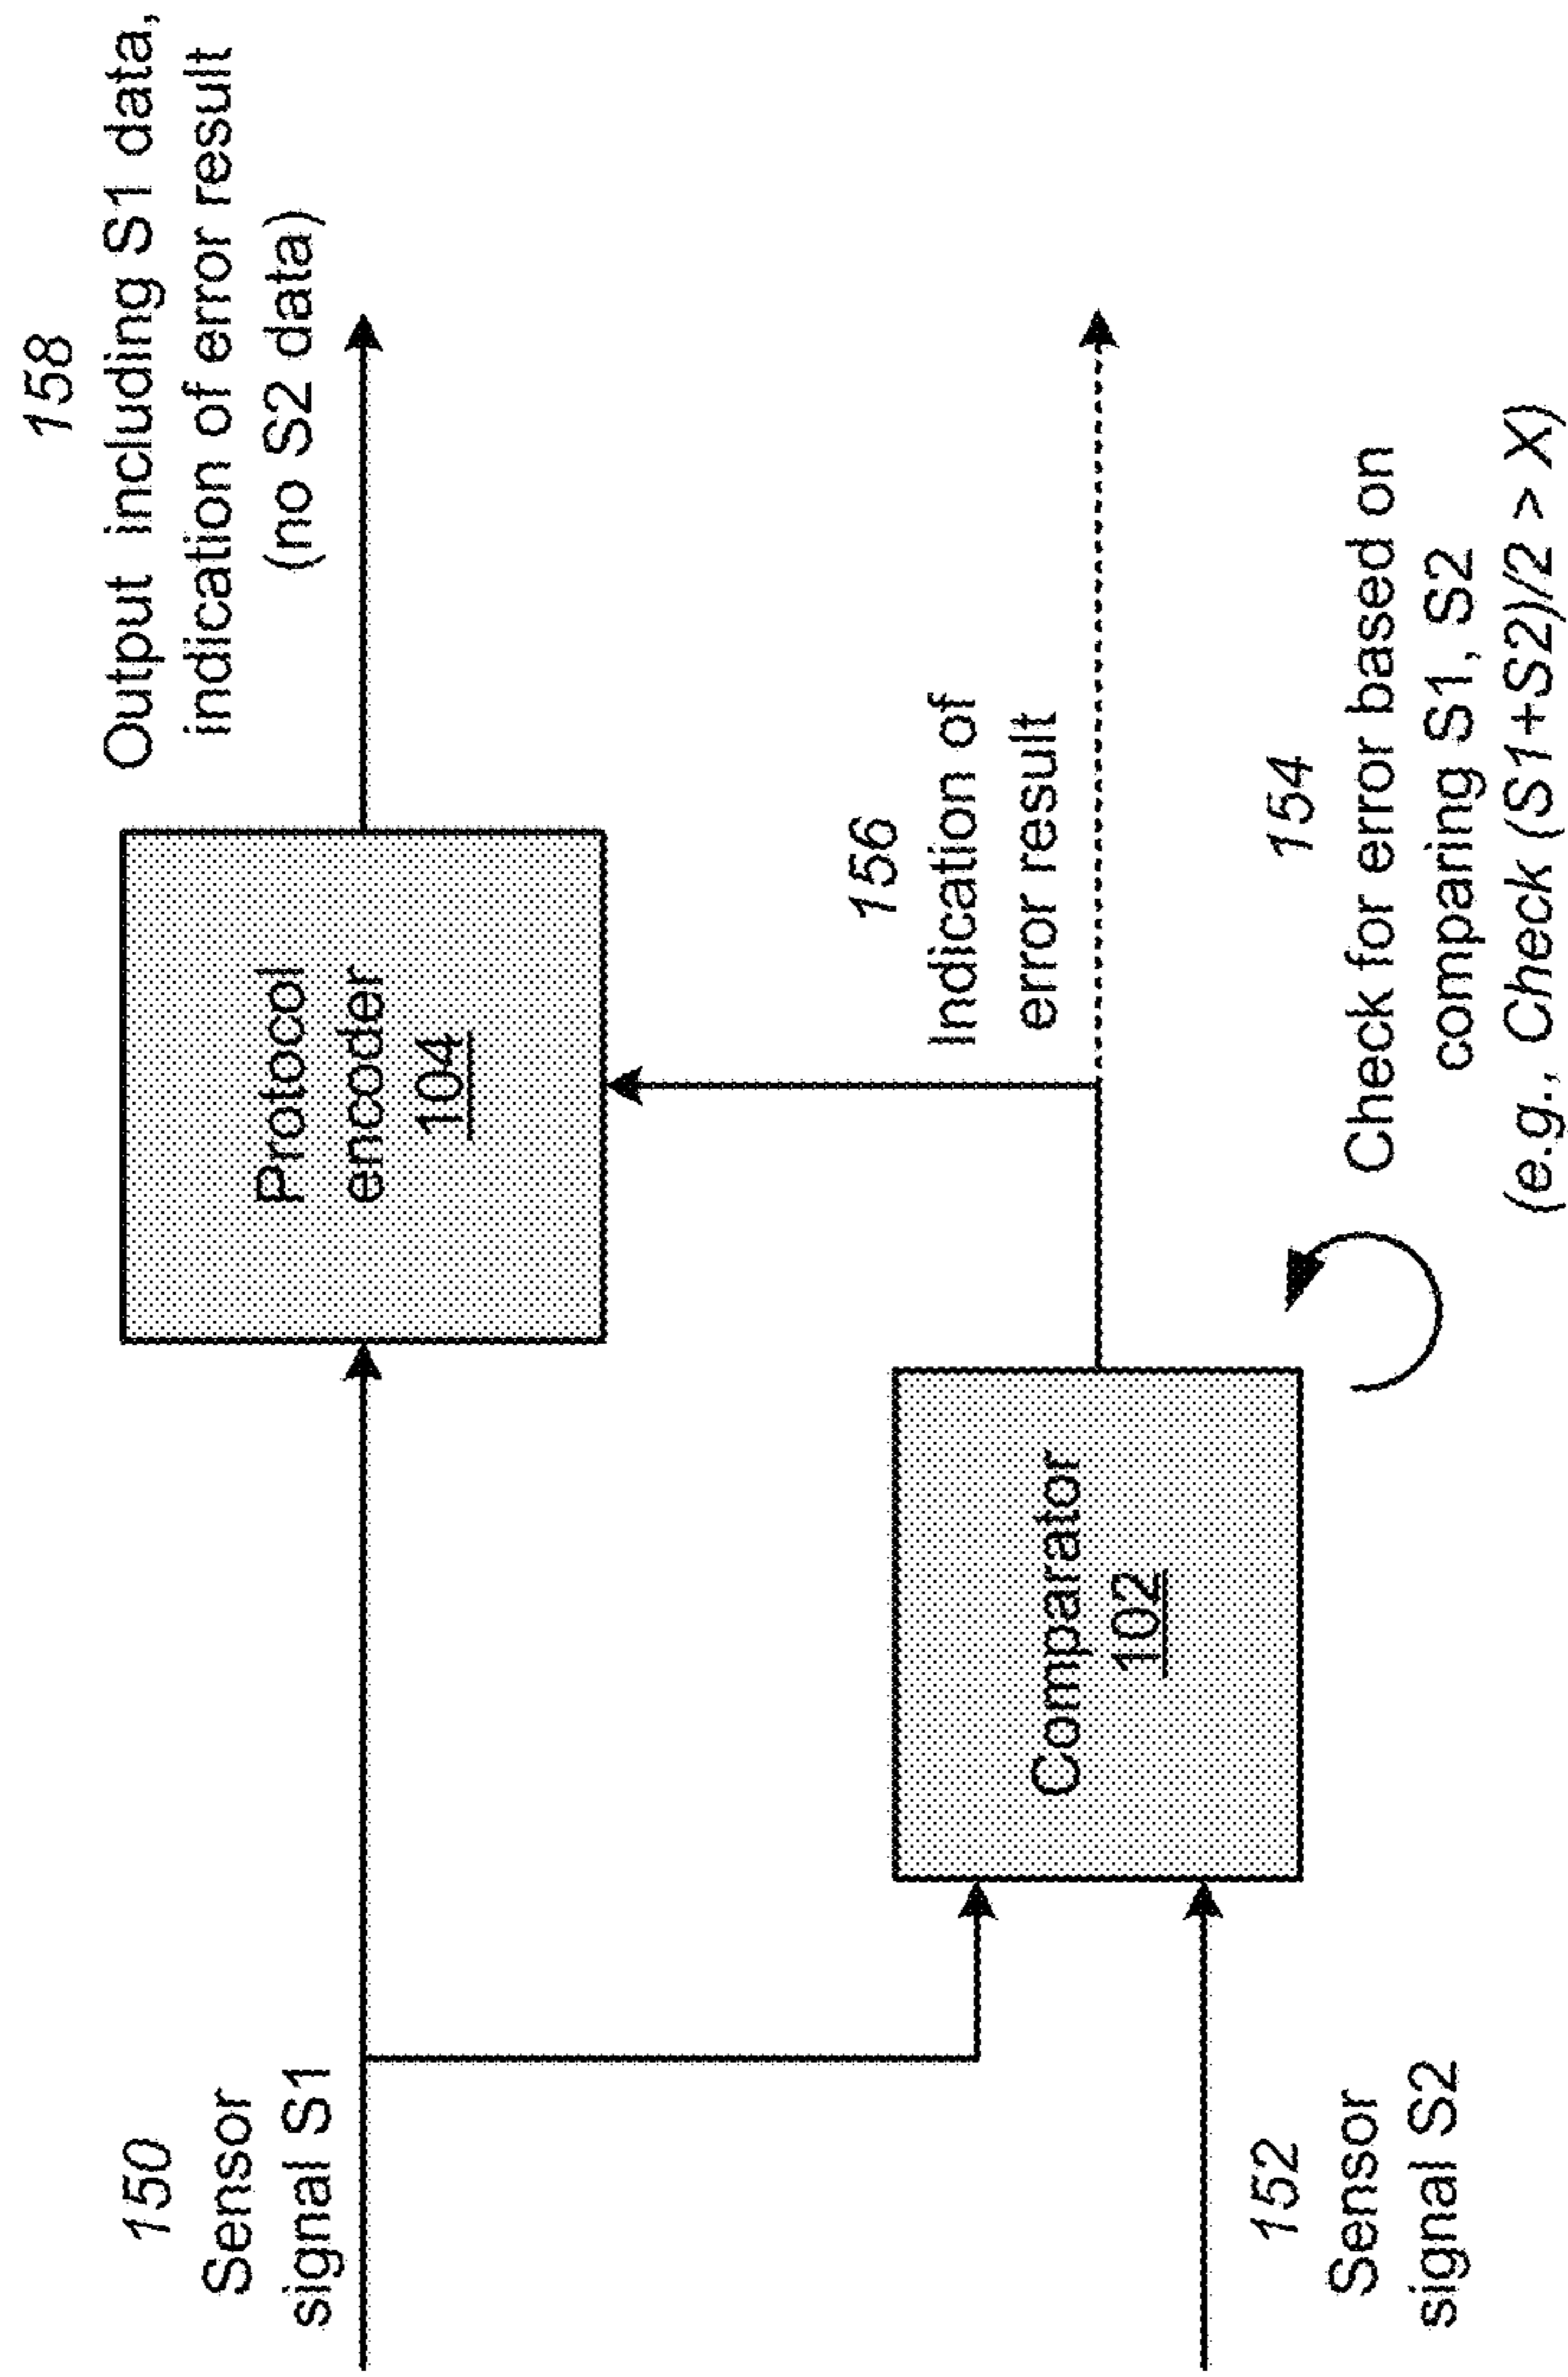 150
Sensor
signal S1
152
Sensor
signal S2
Comparator
102
Protocol
encoder
104
154
Check for error based on
comparing S1, S2
(e.g., Check (S1+S2)/2 > X)
156
Indication of
error result
158
Output including S1 data,
indication of error result
(no S2 data)